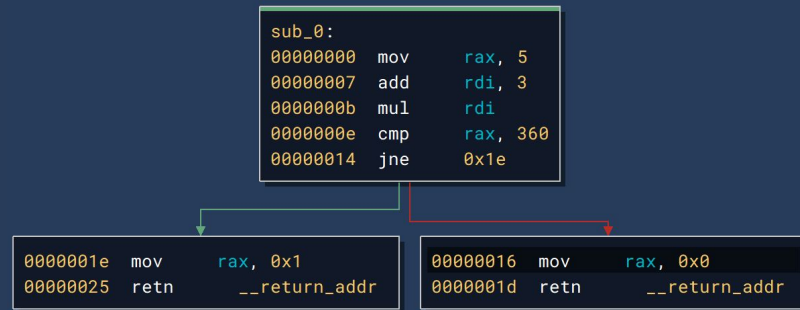 sub_0:
00000000 mov rax, 5
00000007 add rdi, 3
0000000b mul rdi
0000000e cmp rax, 360
00000014 jne 0x1e
0000001e mov rax, 0x1
00000025 retn __return_addr
00000016 mov rax, 0x0
0000001d retn __return_addr